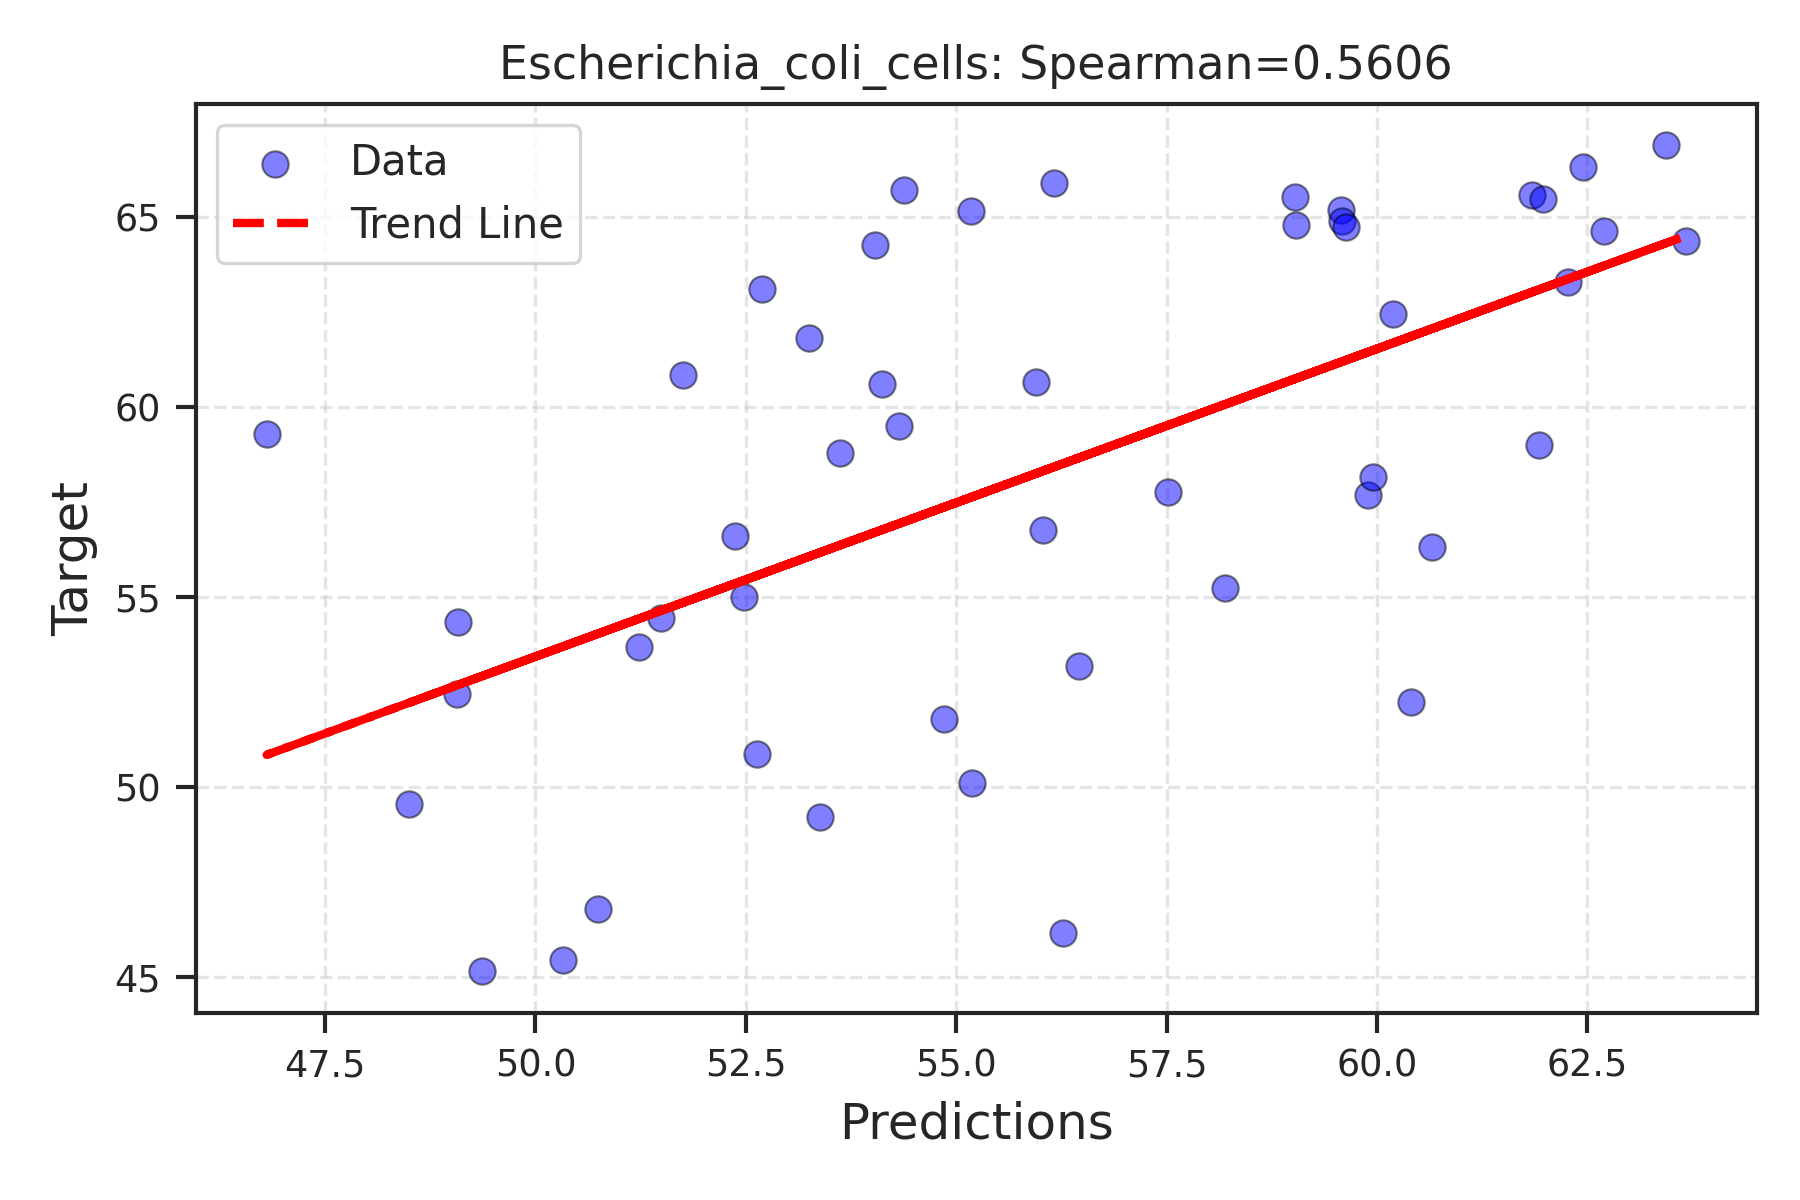 Escherichia_coli_cells: Spearman=0.5606
Data
Trend Line
65
60
55
50
45
Target
47.5 50.0 52.5 55.0 57.5 60.0 62.5
Predictions